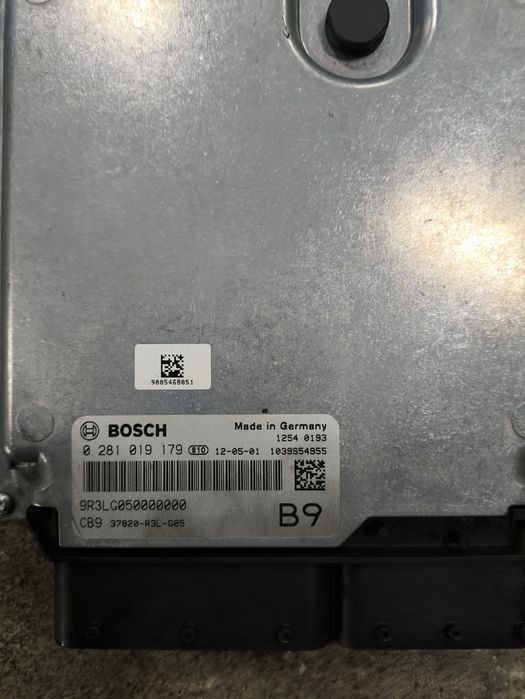 9005468051
BOSCH Made in Germany
1254 0193
0 281 019 179 810 12-05-01 1039S54955
9R3LG050000000
CB9 37820-R3L-G05 B9